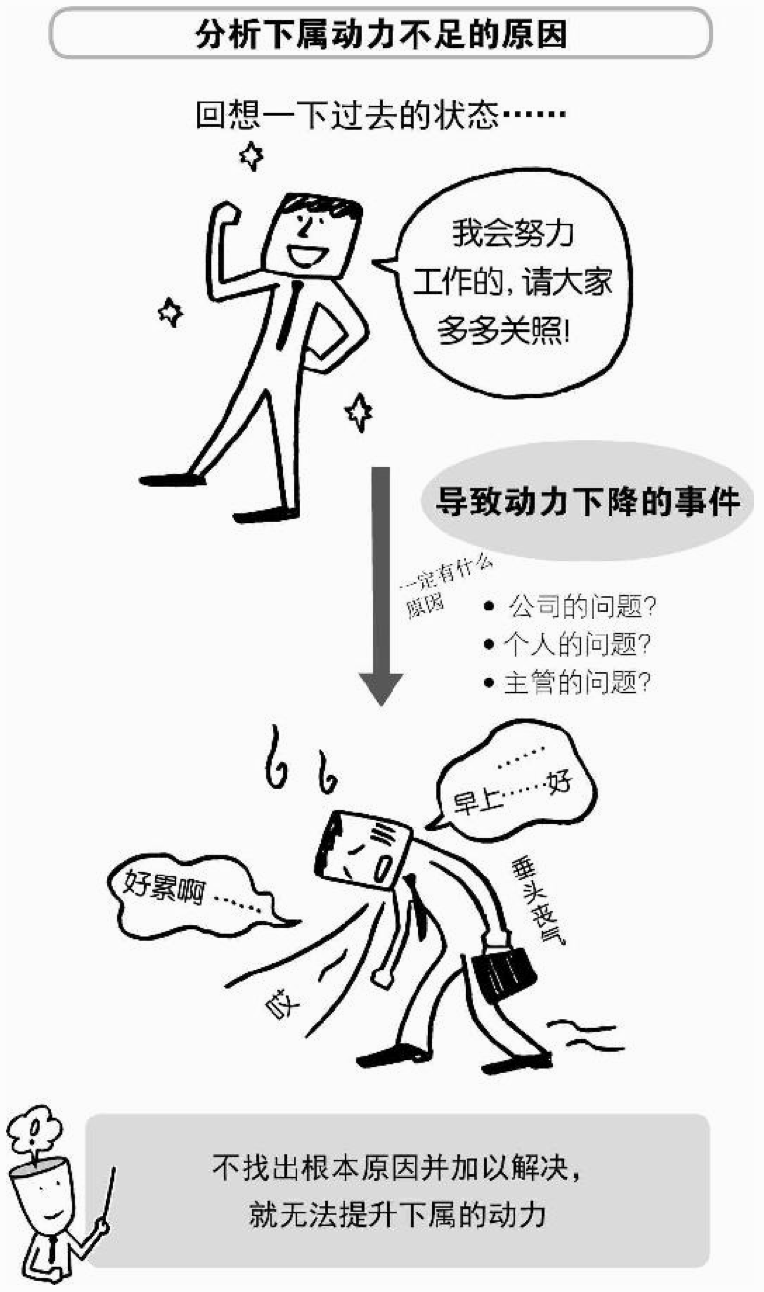 分析下属动力不足的原因
回想一下过去的状态……
我会努力
工作的,请大家
多多关照!
导致动力下降的事件
一定有什么
原因
• 公司的问题?
• 个人的问题?
• 主管的问题?
……
早上……好
好累啊……
垂头丧气
哎
不找出根本原因并加以解决,
就无法提升下属的动力